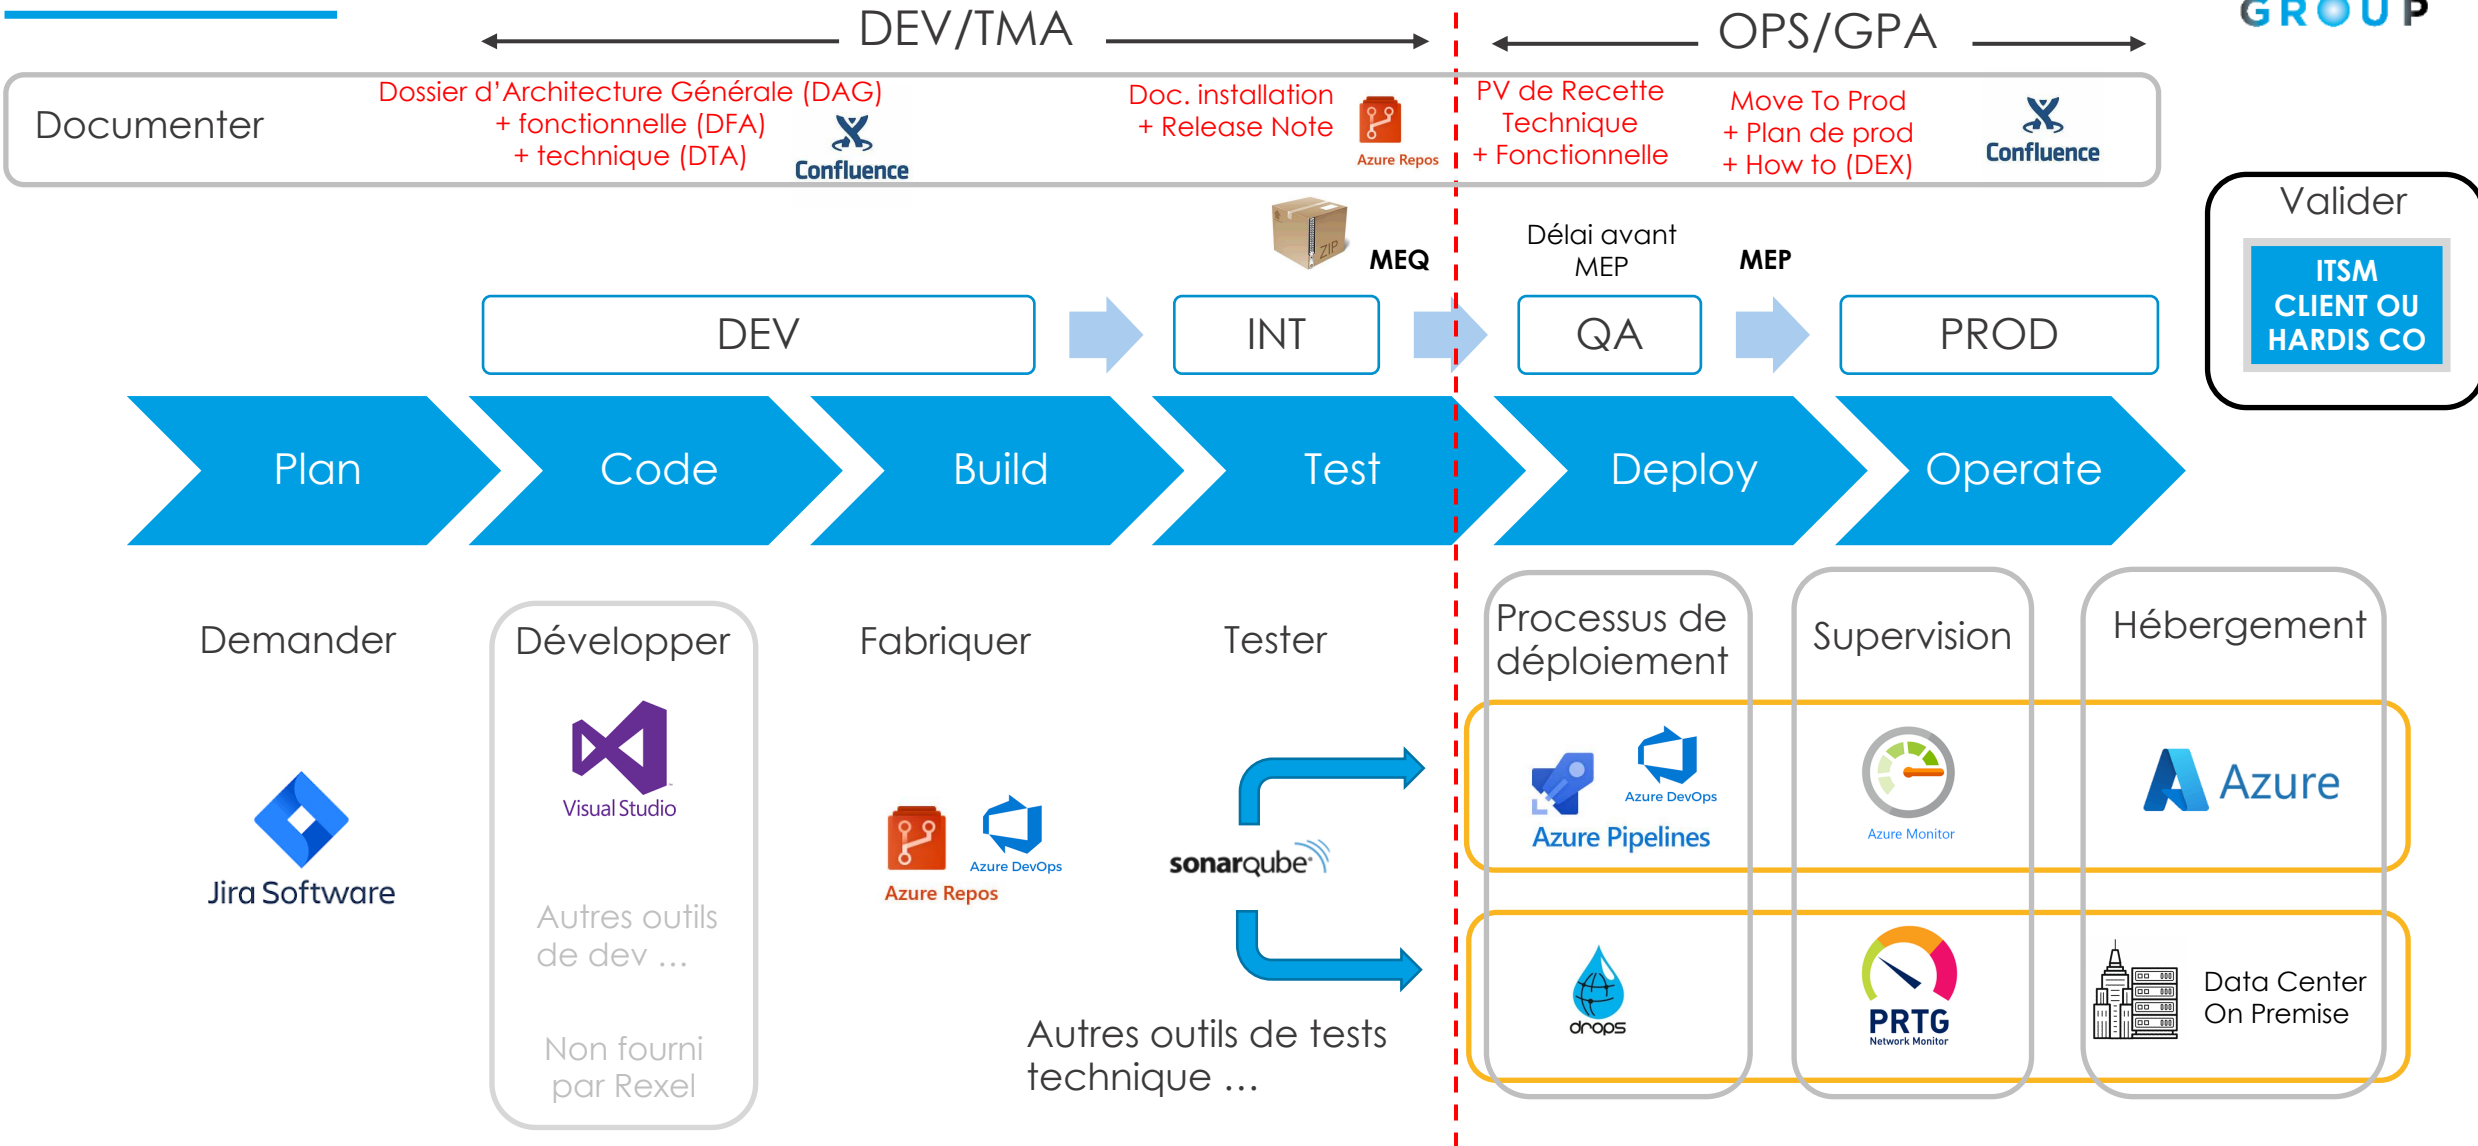 DEV/TMA
OPS/GPA
GROUP
Documenter
Dossier d'Architecture Générale (DAG)
+ fonctionnelle (DFA)
+ technique (DTA)
Confluence
Doc. installation
+ Release Note
Azure Repos
PV de Recette
Technique
+ Fonctionnelle
Move To Prod
+ Plan de prod
+ How to (DEX)
Confluence
Valider
ITSM
CLIENT OU
HARDIS CO
ZIP
MEQ
Délai avant
MEP
MEP
DEV
INT
QA
PROD
Plan
Code
Build
Test
Deploy
Operate
Demander
Jira Software
Développer
Visual Studio
Autres outils
de dev …
Non fourni
par Rexel
Fabriquer
Azure Repos
Azure DevOps
Tester
sonarqube
Autres outils de tests
technique …
Processus de
déploiement
Supervision
Hébergement
Azure DevOps
Azure Pipelines
Azure Monitor
Azure
drops
PRTG
Network Monitor
Data Center
On Premise